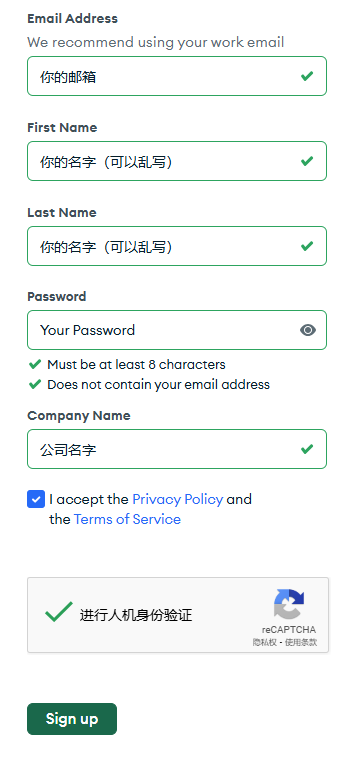 Email Address
We recommend using your work email
你的邮箱
First Name
你的名字（可以乱写）
Last Name
你的名字（可以乱写）
Password
Your Password
Must be at least 8 characters
Does not contain your email address
Company Name
公司名字
I accept the Privacy Policy and
the Terms of Service
进行人机身份验证
reCAPTCHA
隐私权 - 使用条款
Sign up